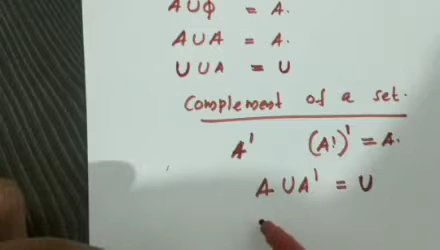 A U ϕ = A.
A U A = A.
U U A = U
Complement of a set.
A' (A')' = A.
A U A' = U